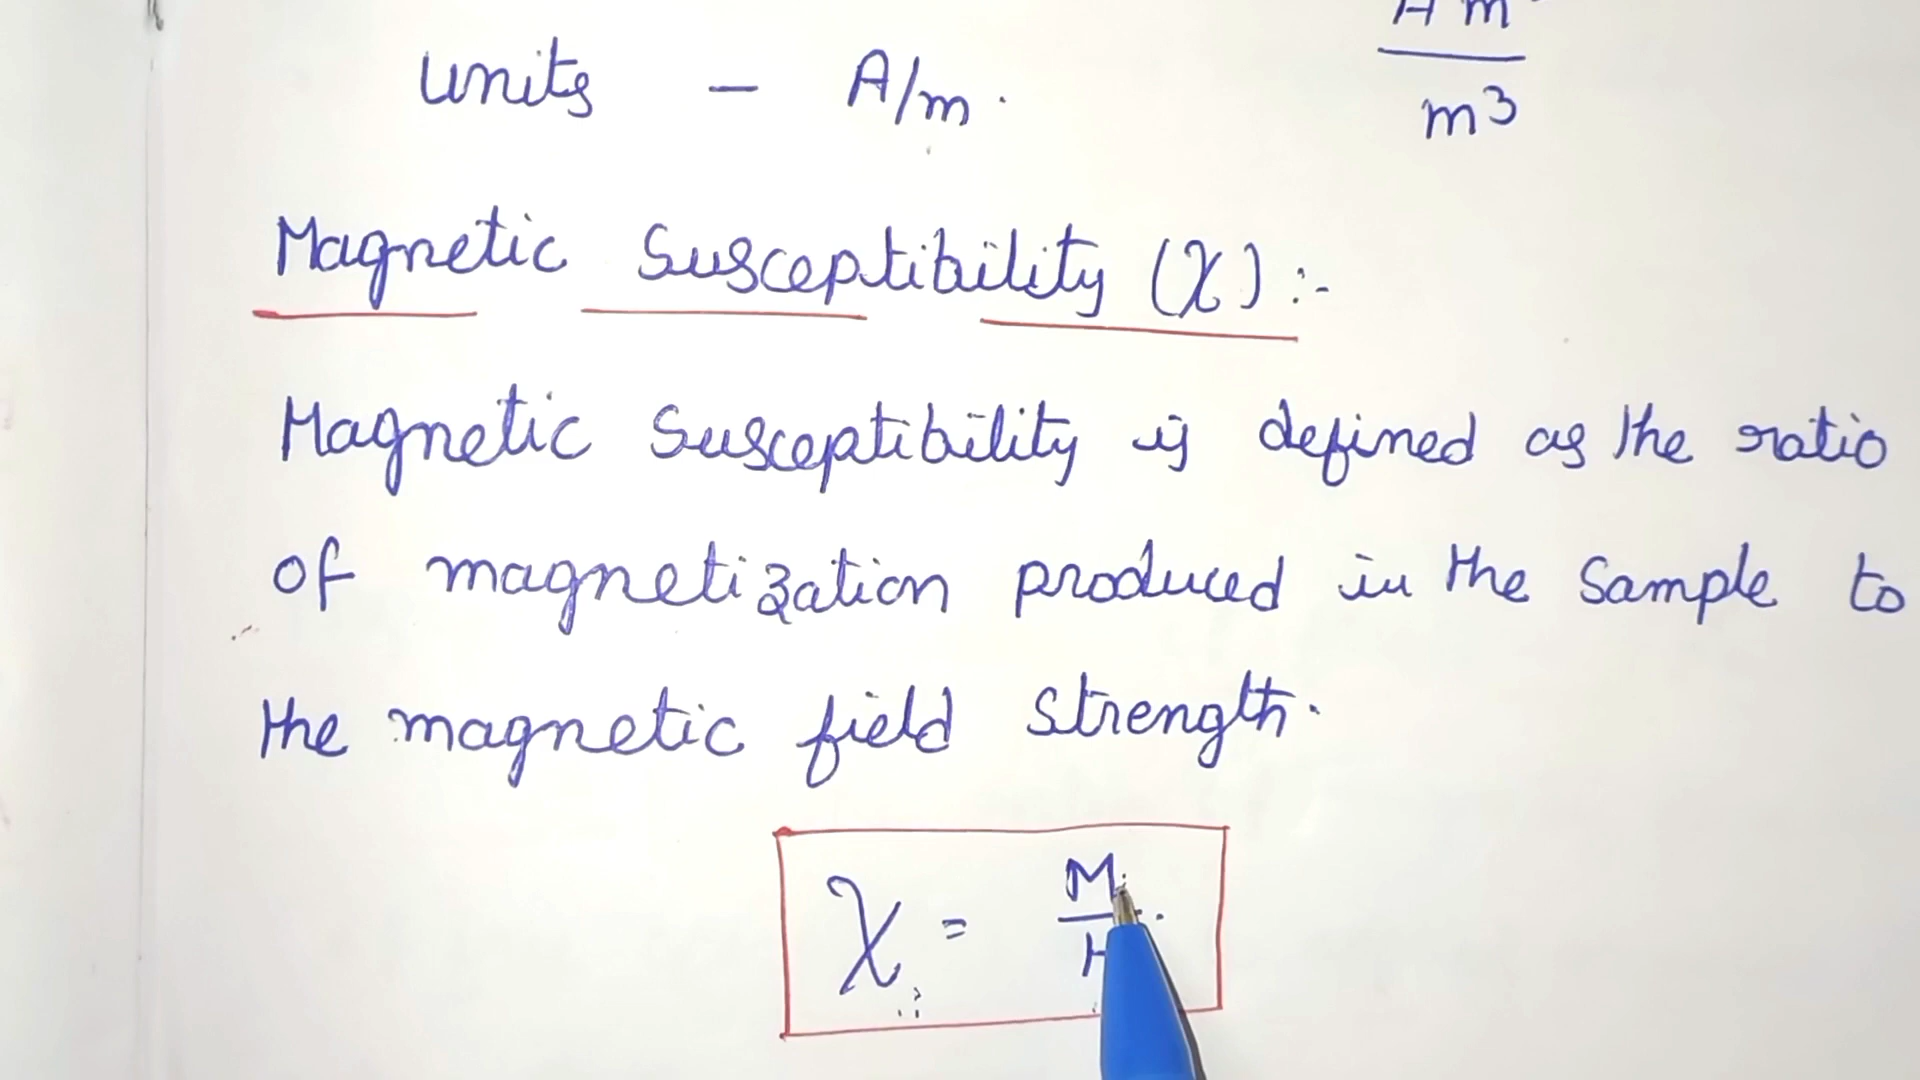 A m
units - A/m.
m3
Magnetic Susceptibility (χ) :-
Magnetic Susceptibility is defined as the ratio
of magnetization produced in the Sample to
the magnetic field strength.
χ = M